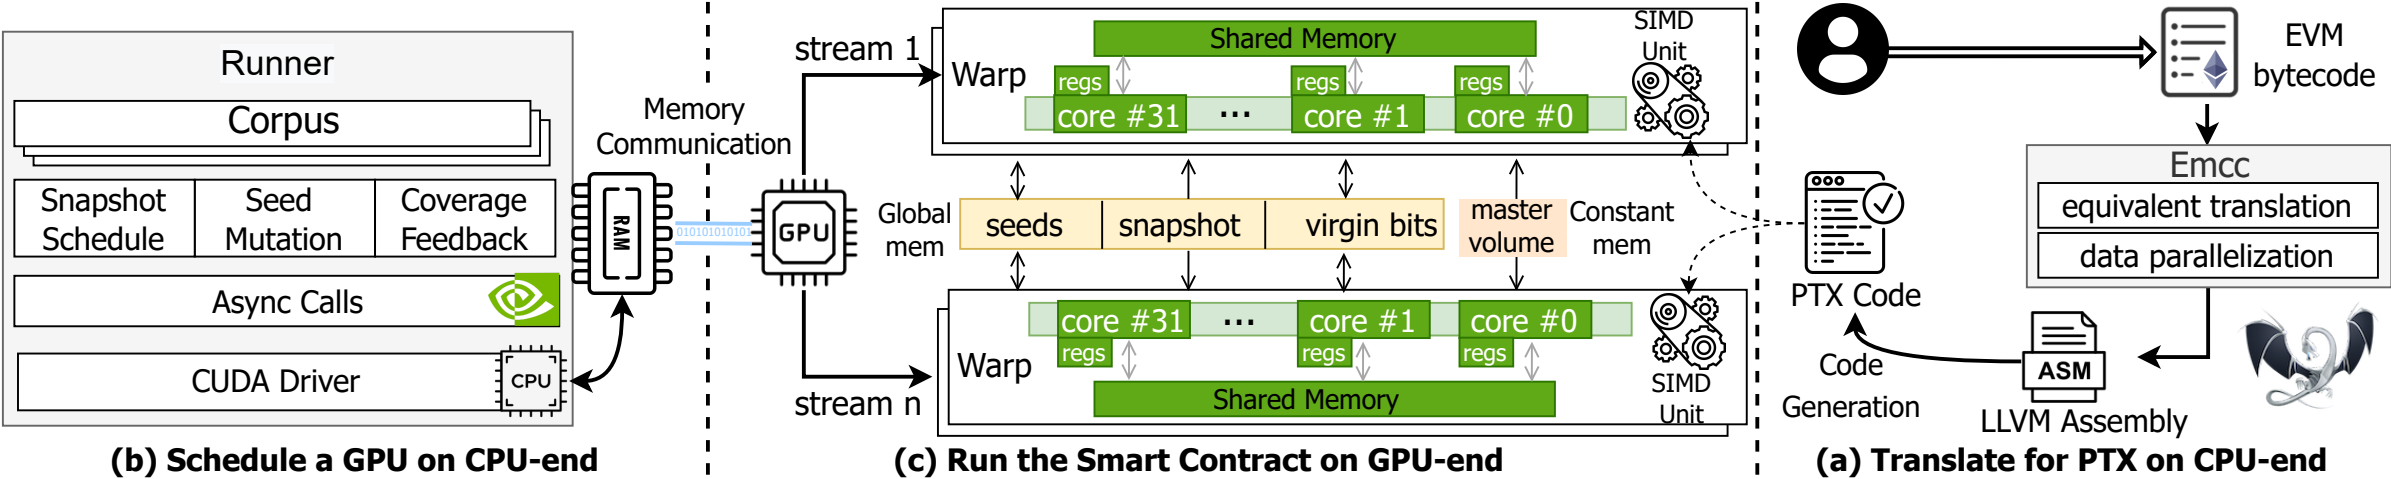 Runner
Corpus
Snapshot
Schedule
Seed
Mutation
Coverage
Feedback
Async Calls
CUDA Driver
CPU
RAM
(b) Schedule a GPU on CPU-end
Memory
Communication
010101010101
GPU
stream 1
stream n
Warp
Shared Memory
regs
regs
regs
core #31
...
core #1
core #0
SIMD
Unit
Global
mem
seeds
snapshot
virgin bits
master
volume
Constant
mem
Warp
core #31
...
core #1
core #0
regs
regs
regs
Shared Memory
SIMD
Unit
(c) Run the Smart Contract on GPU-end
EVM
bytecode
Emcc
equivalent translation
data parallelization
PTX Code
Code
Generation
ASM
LLVM Assembly
(a) Translate for PTX on CPU-end